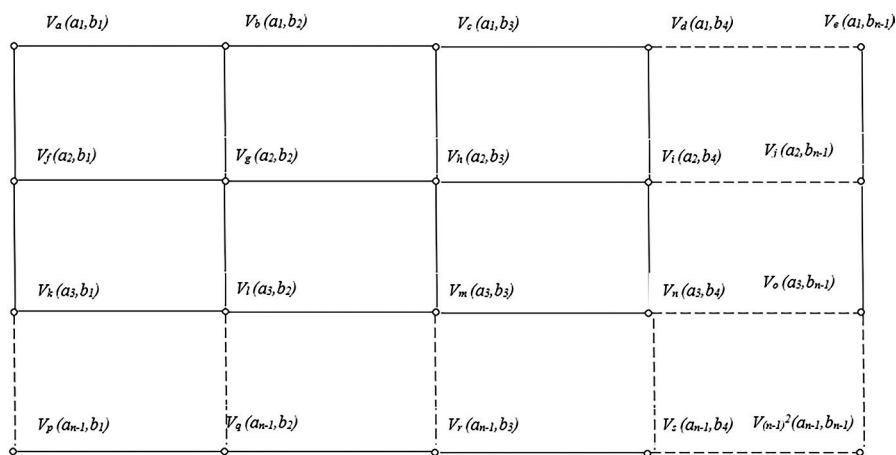 Va (a1,b1) Vb (a1,b2) Vc (a1,b3) Vd (a1,b4) Ve (a1,bn-1)
Vf (a2,b1) Vg (a2,b2) Vh (a2,b3) Vi (a2,b4) Vj (a2,bn-1)
Vk (a3,b1) Vl (a3,b2) Vm (a3,b3) Vn (a3,b4) Vo (a3,bn-1)
Vp (an-1,b1) Vq (an-1,b2) Vr (an-1,b3) Vs (an-1,b4) V(n-1)2(an-1,bn-1)